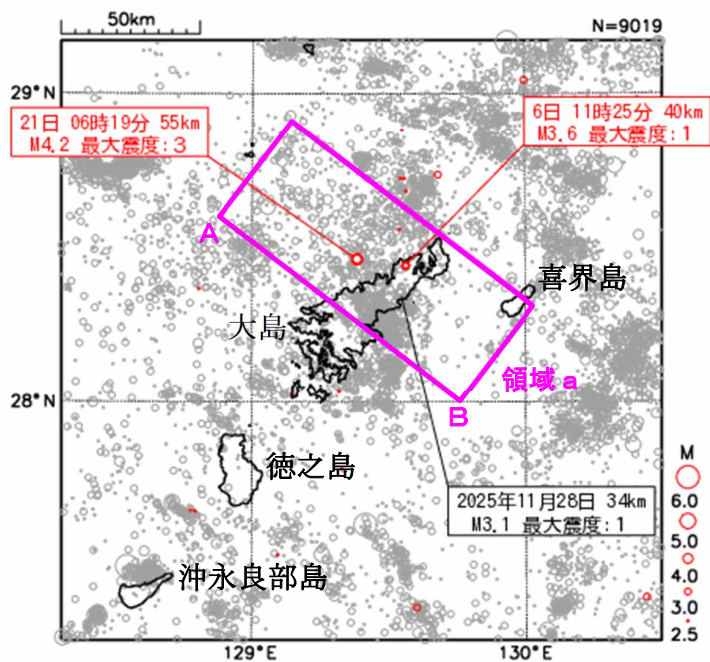 50km
N=9019
29°N
21日 06時19分 55km
M4.2 最大震度:3
6日 11時25分 40km
M3.6 最大震度:1
A
喜界島
大島
領域 a
28°N
B
徳之島
M
6.0
5.0
4.0
3.0
2.5
2025年11月28日 34km
M3.1 最大震度:1
沖永良部島
129°E
130°E